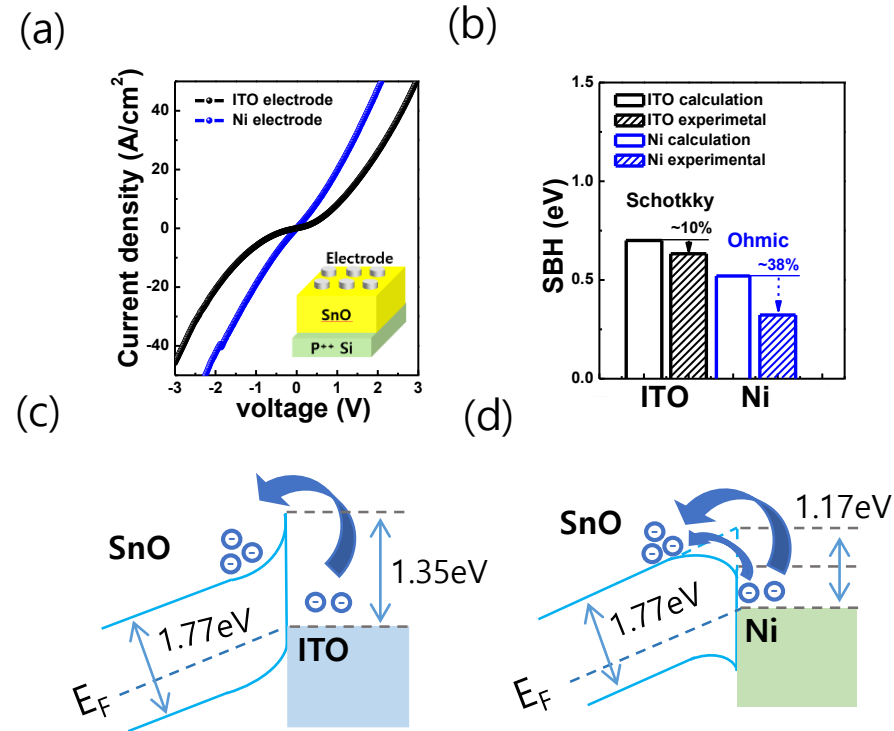 (a)
Current density (A/cm²)
40
20
0
-20
-40
ITO electrode
Ni electrode
Electrode
SnO
P⁺⁺ Si
-3
-2
-1
0
1
2
3
voltage (V)
(b)
SBH (eV)
1.5
1.0
0.5
0.0
ITO calculation
ITO experimetal
Ni calculation
Ni experimental
Schotkky
~10%
Ohmic
~38%
ITO
Ni
(c)
SnO
1.35eV
1.77eV
E_F
ITO
(d)
SnO
1.17eV
1.77eV
E_F
Ni